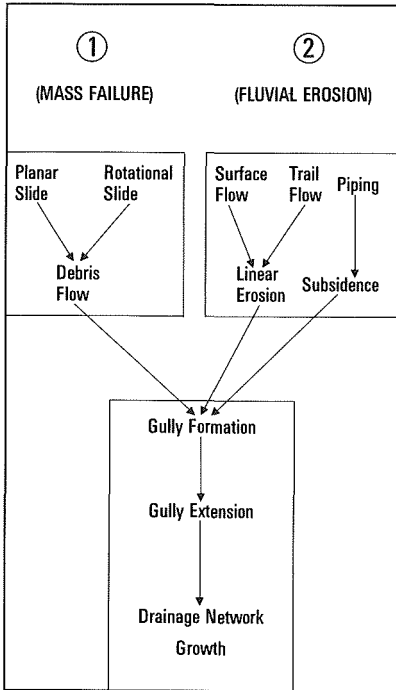 1
2
(MASS FAILURE)
(FLUVIAL EROSION)
Planar
Slide
Rotational
Slide
Debris
Flow
Surface
Flow
Trail
Flow
Piping
Linear
Erosion
Subsidence
Gully Formation
Gully Extension
Drainage Network
Growth